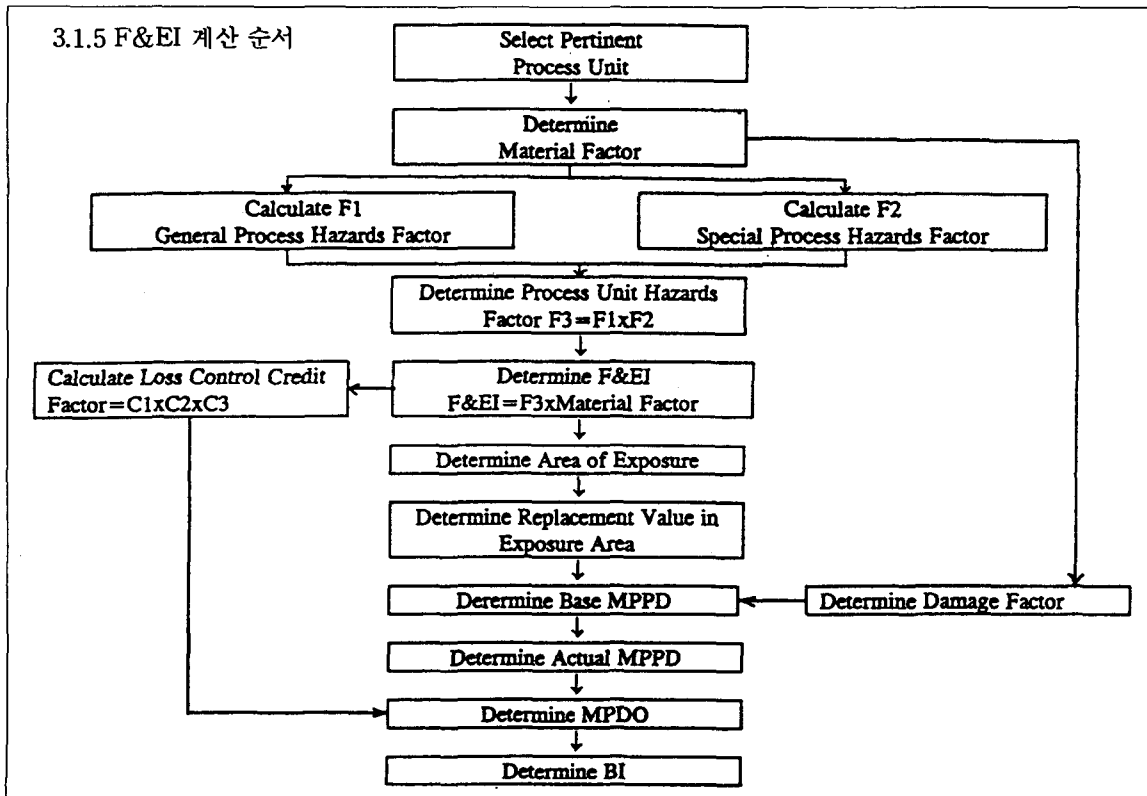 3.1.5 F&EI 계산 순서
Select Pertinent
Process Unit
Determine
Material Factor
Calculate F1
General Process Hazards Factor
Calculate F2
Special Process Hazards Factor
Determine Process Unit Hazards
Factor F3=F1xF2
Calculate Loss Control Credit
Factor=C1xC2xC3
Determine F&EI
F&EI=F3xMaterial Factor
Determine Area of Exposure
Determine Replacement Value in
Exposure Area
Derermine Base MPPD
Determine Damage Factor
Determine Actual MPPD
Determine MPDO
Determine BI